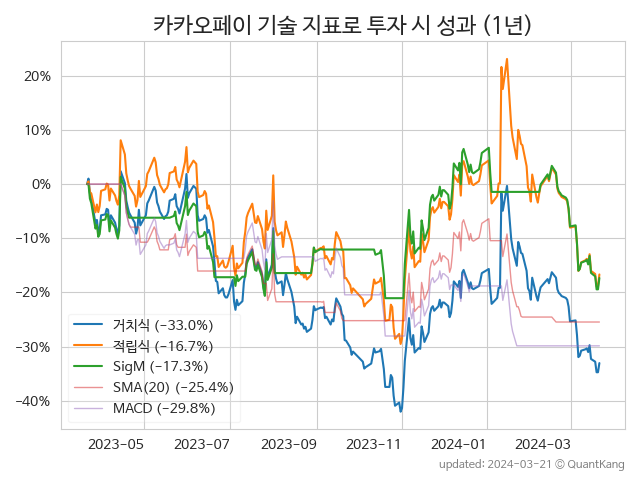 카카오페이 기술 지표로 투자 시 성과 (1년)
20%
10%
0%
−10%
−20%
−30%
−40%
거치식 (−33.0%)
적립식 (−16.7%)
SigM (−17.3%)
SMA(20) (−25.4%)
MACD (−29.8%)
2023−05
2023−07
2023−09
2023−11
2024−01
2024−03
updated: 2024−03−21 © QuantKang